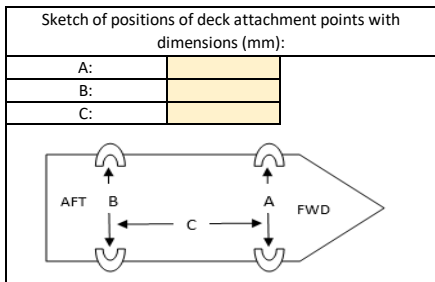 Sketch of positions of deck attachment points with
dimensions (mm):
A:
B:
C:
AFT B A FWD
C